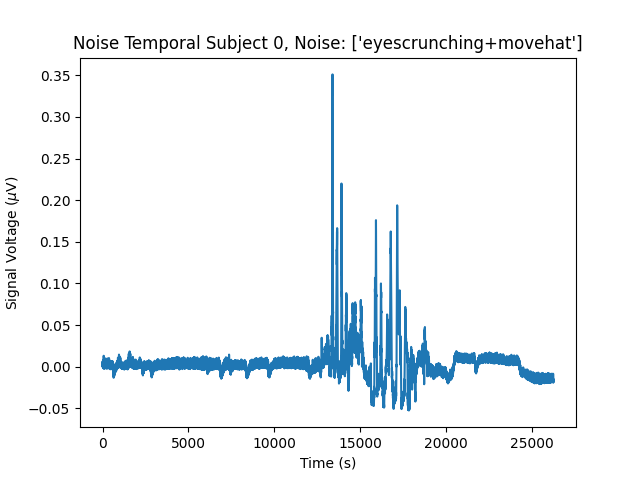 Noise Temporal Subject 0, Noise: ['eyescrunching+movehat']
0.35
0.30
0.25
0.20
0.15
0.10
0.05
0.00
−0.05
Signal Voltage (μV)
0 5000 10000 15000 20000 25000
Time (s)